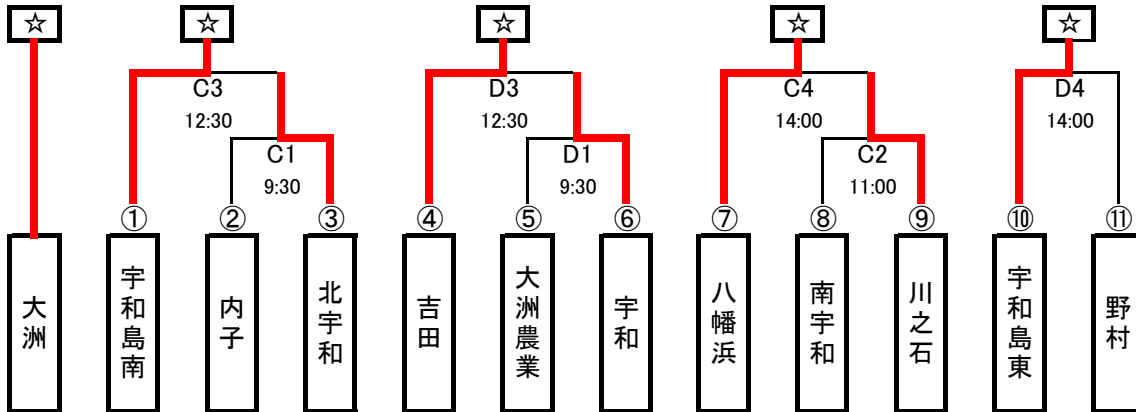 ☆ ☆ ☆ ☆ ☆
C3 D3 C4 D4
12:30 12:30 14:00 14:00
C1 D1 C2
9:30 9:30 11:00
① ② ③ ④ ⑤ ⑥ ⑦ ⑧ ⑨ ⑩ ⑪
大洲
宇和島南
内子
北宇和
吉田
大洲農業
宇和
八幡浜
南宇和
川之石
宇和島東
野村